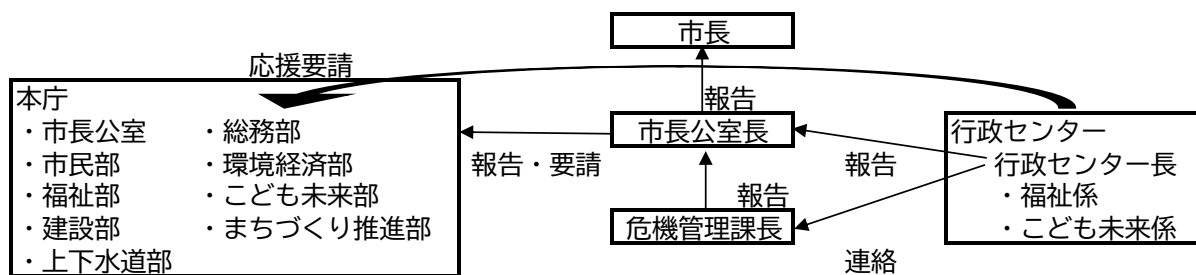 市長
応援要請
本庁
・市長公室　・総務部
・市民部　・環境経済部
・福祉部　・こども未来部
・建設部　・まちづくり推進部
・上下水道部
報告
市長公室長
報告・要請
報告
危機管理課長
報告
連絡
行政センター
行政センター長
・福祉係
・こども未来係